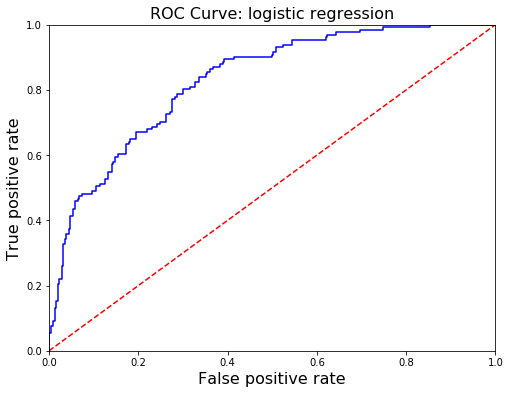 ROC Curve: logistic regression
1.0
0.8
0.6
0.4
0.2
0.0
True positive rate
0.0 0.2 0.4 0.6 0.8 1.0
False positive rate